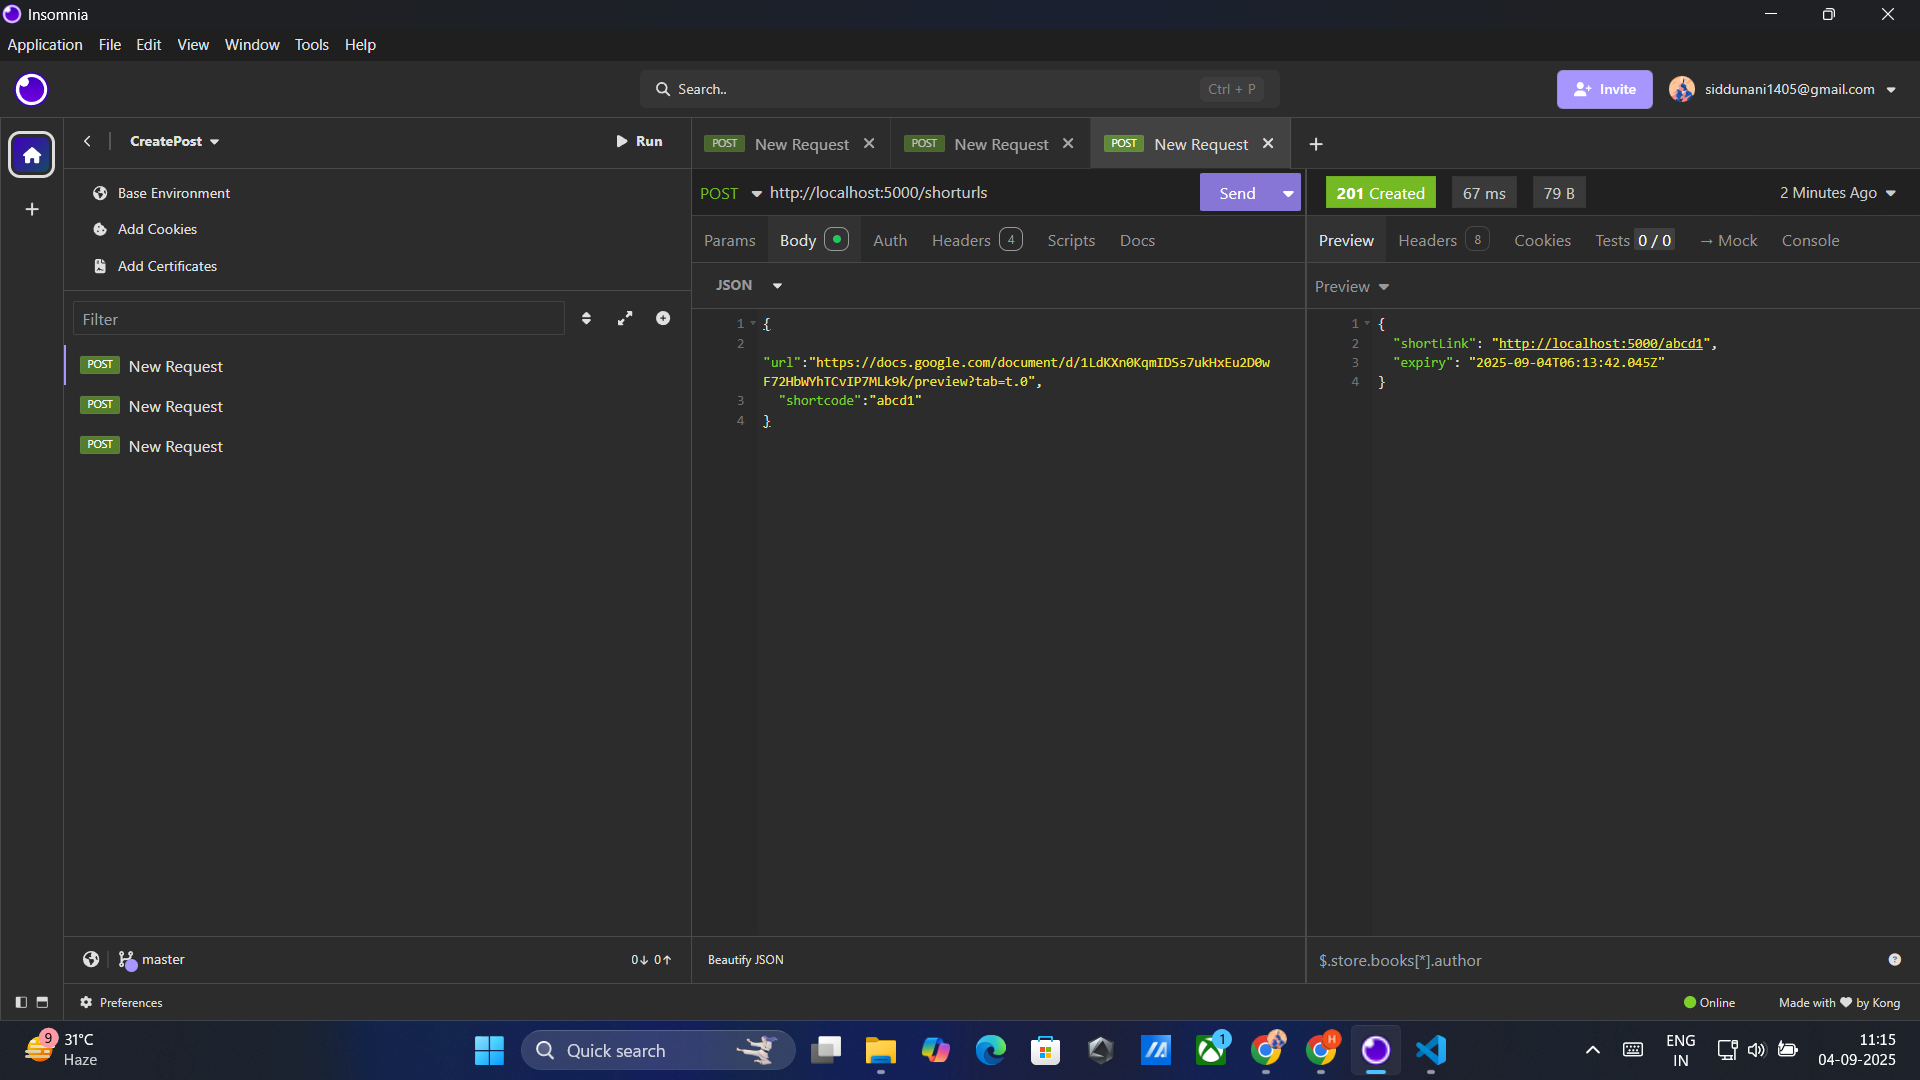 Insomnia
Application File Edit View Window Tools Help
Search.. Ctrl + P
Invite
siddunani1405@gmail.com
CreatePost
Run
Base Environment
Add Cookies
Add Certificates
Filter
POST New Request
POST New Request
POST New Request
master
0↓ 0↑
Preferences
POST New Request
POST New Request
POST New Request
POST http://localhost:5000/shorturls
Send
Params Body Auth Headers 4 Scripts Docs
JSON
1 {
2
"url":"https://docs.google.com/document/d/1LdKXn0KqmIDSs7ukHxEu2D0w
F72HbWYhTCvIP7MLk9k/preview?tab=t.0",
3 "shortcode":"abcd1"
4 }
Beautify JSON
201 Created 67 ms 79 B 2 Minutes Ago
Preview Headers 8 Cookies Tests 0 / 0 → Mock Console
Preview
1 {
2 "shortLink": "http://localhost:5000/abcd1",
3 "expiry": "2025-09-04T06:13:42.045Z"
4 }
$.store.books[*].author
Online
Made with ♥ by Kong
9
31°C
Haze
Quick search
1
H
ENG
IN
11:15
04-09-2025